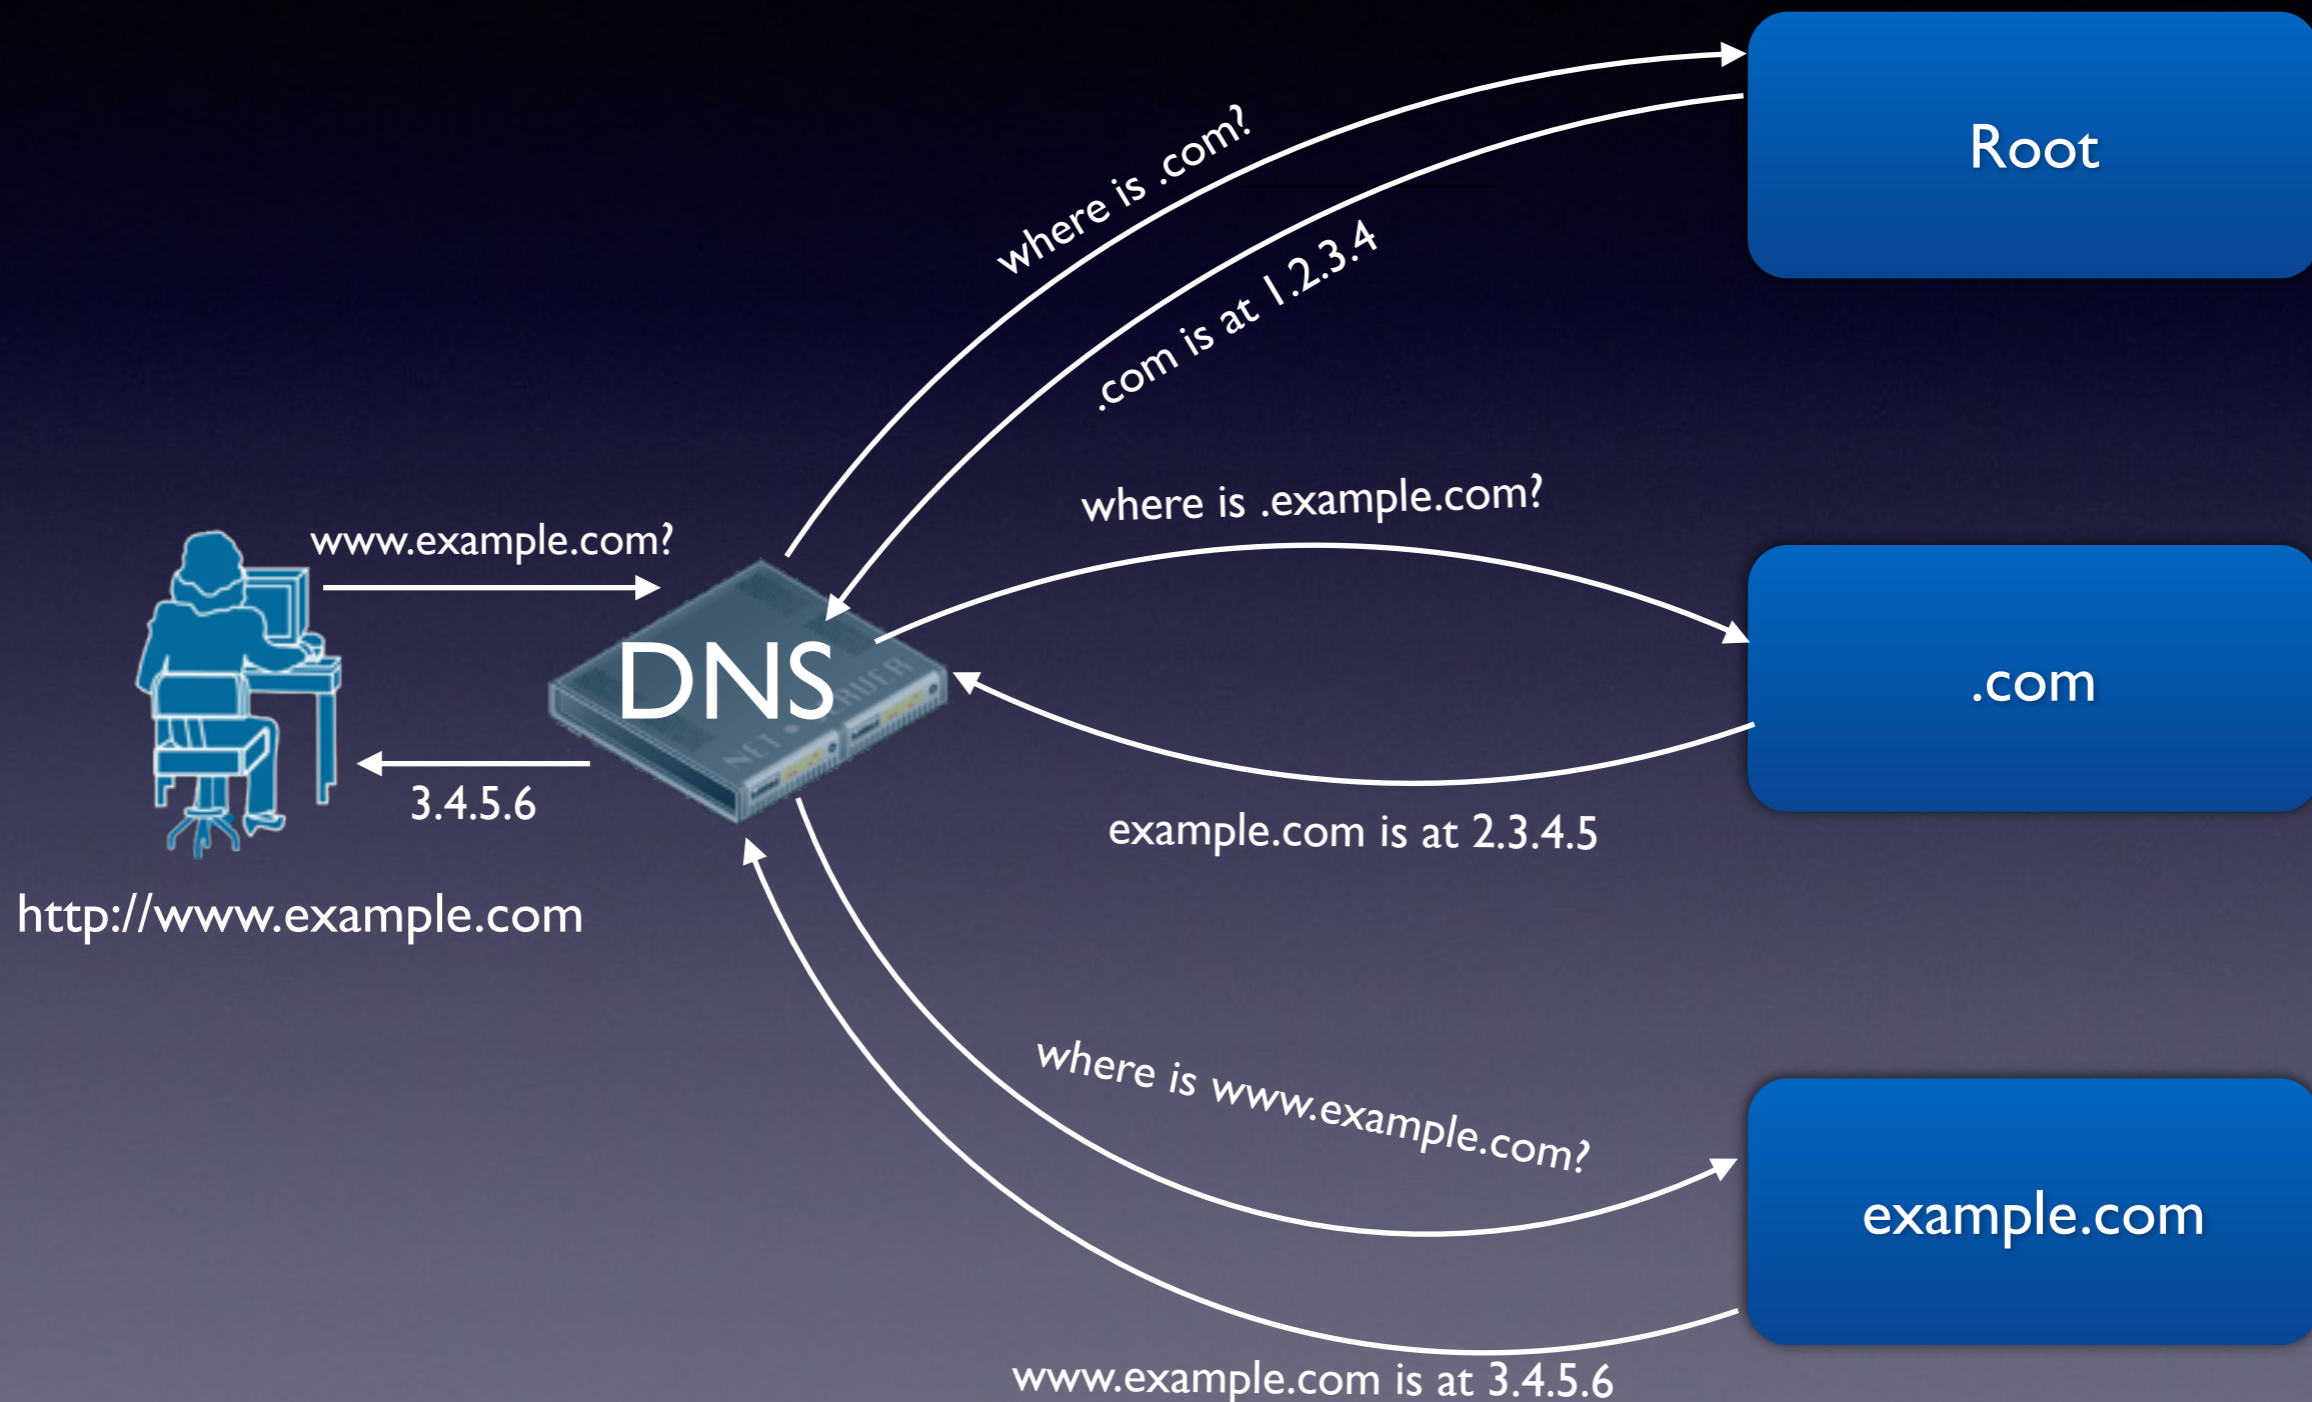 where is .com?
Root
.com is at 1.2.3.4
where is .example.com?
www.example.com?
DNS
NET • SERVER
.com
3.4.5.6
example.com is at 2.3.4.5
http://www.example.com
where is www.example.com?
example.com
www.example.com is at 3.4.5.6